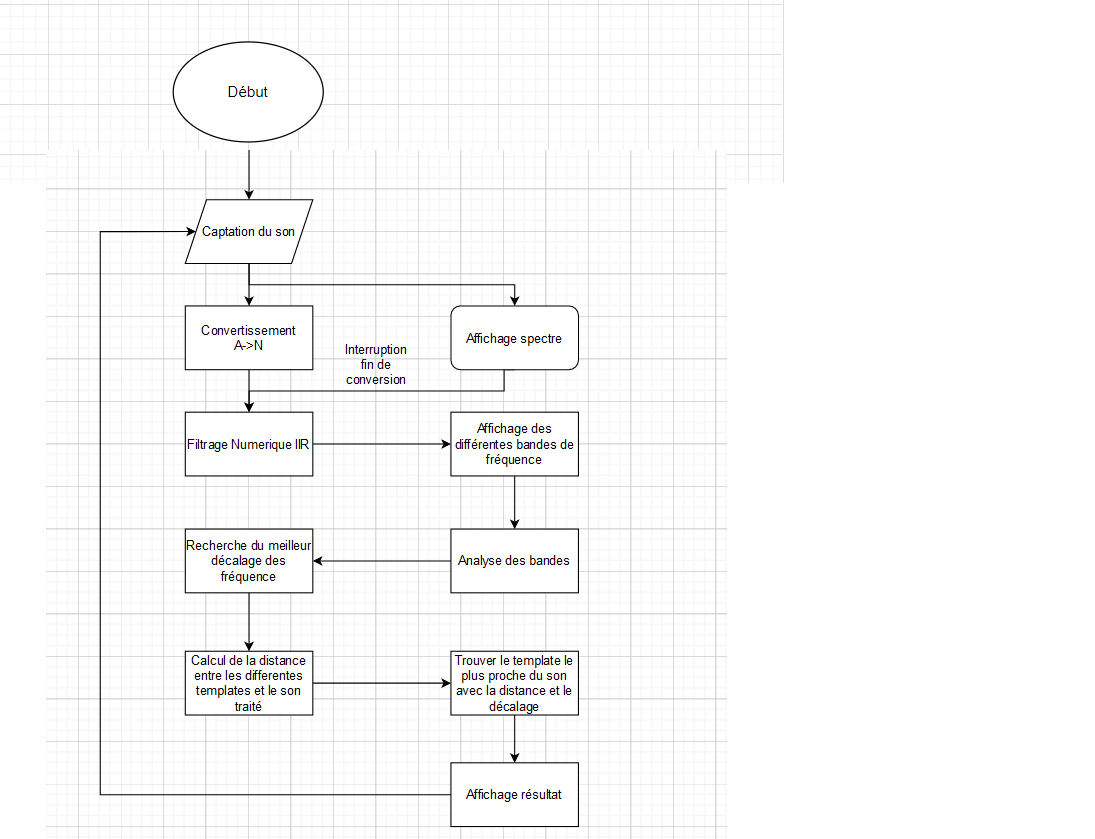 Début
Captation du son
Convertissement
A->N
Affichage spectre
Interruption
fin de
conversion
Filtrage Numerique IIR
Affichage des
différentes bandes de
fréquence
Recherche du meilleur
décalage des
fréquence
Analyse des bandes
Calcul de la distance
entre les differentes
templates et le son
traité
Trouver le template le
plus proche du son
avec la distance et le
décalage
Affichage résultat